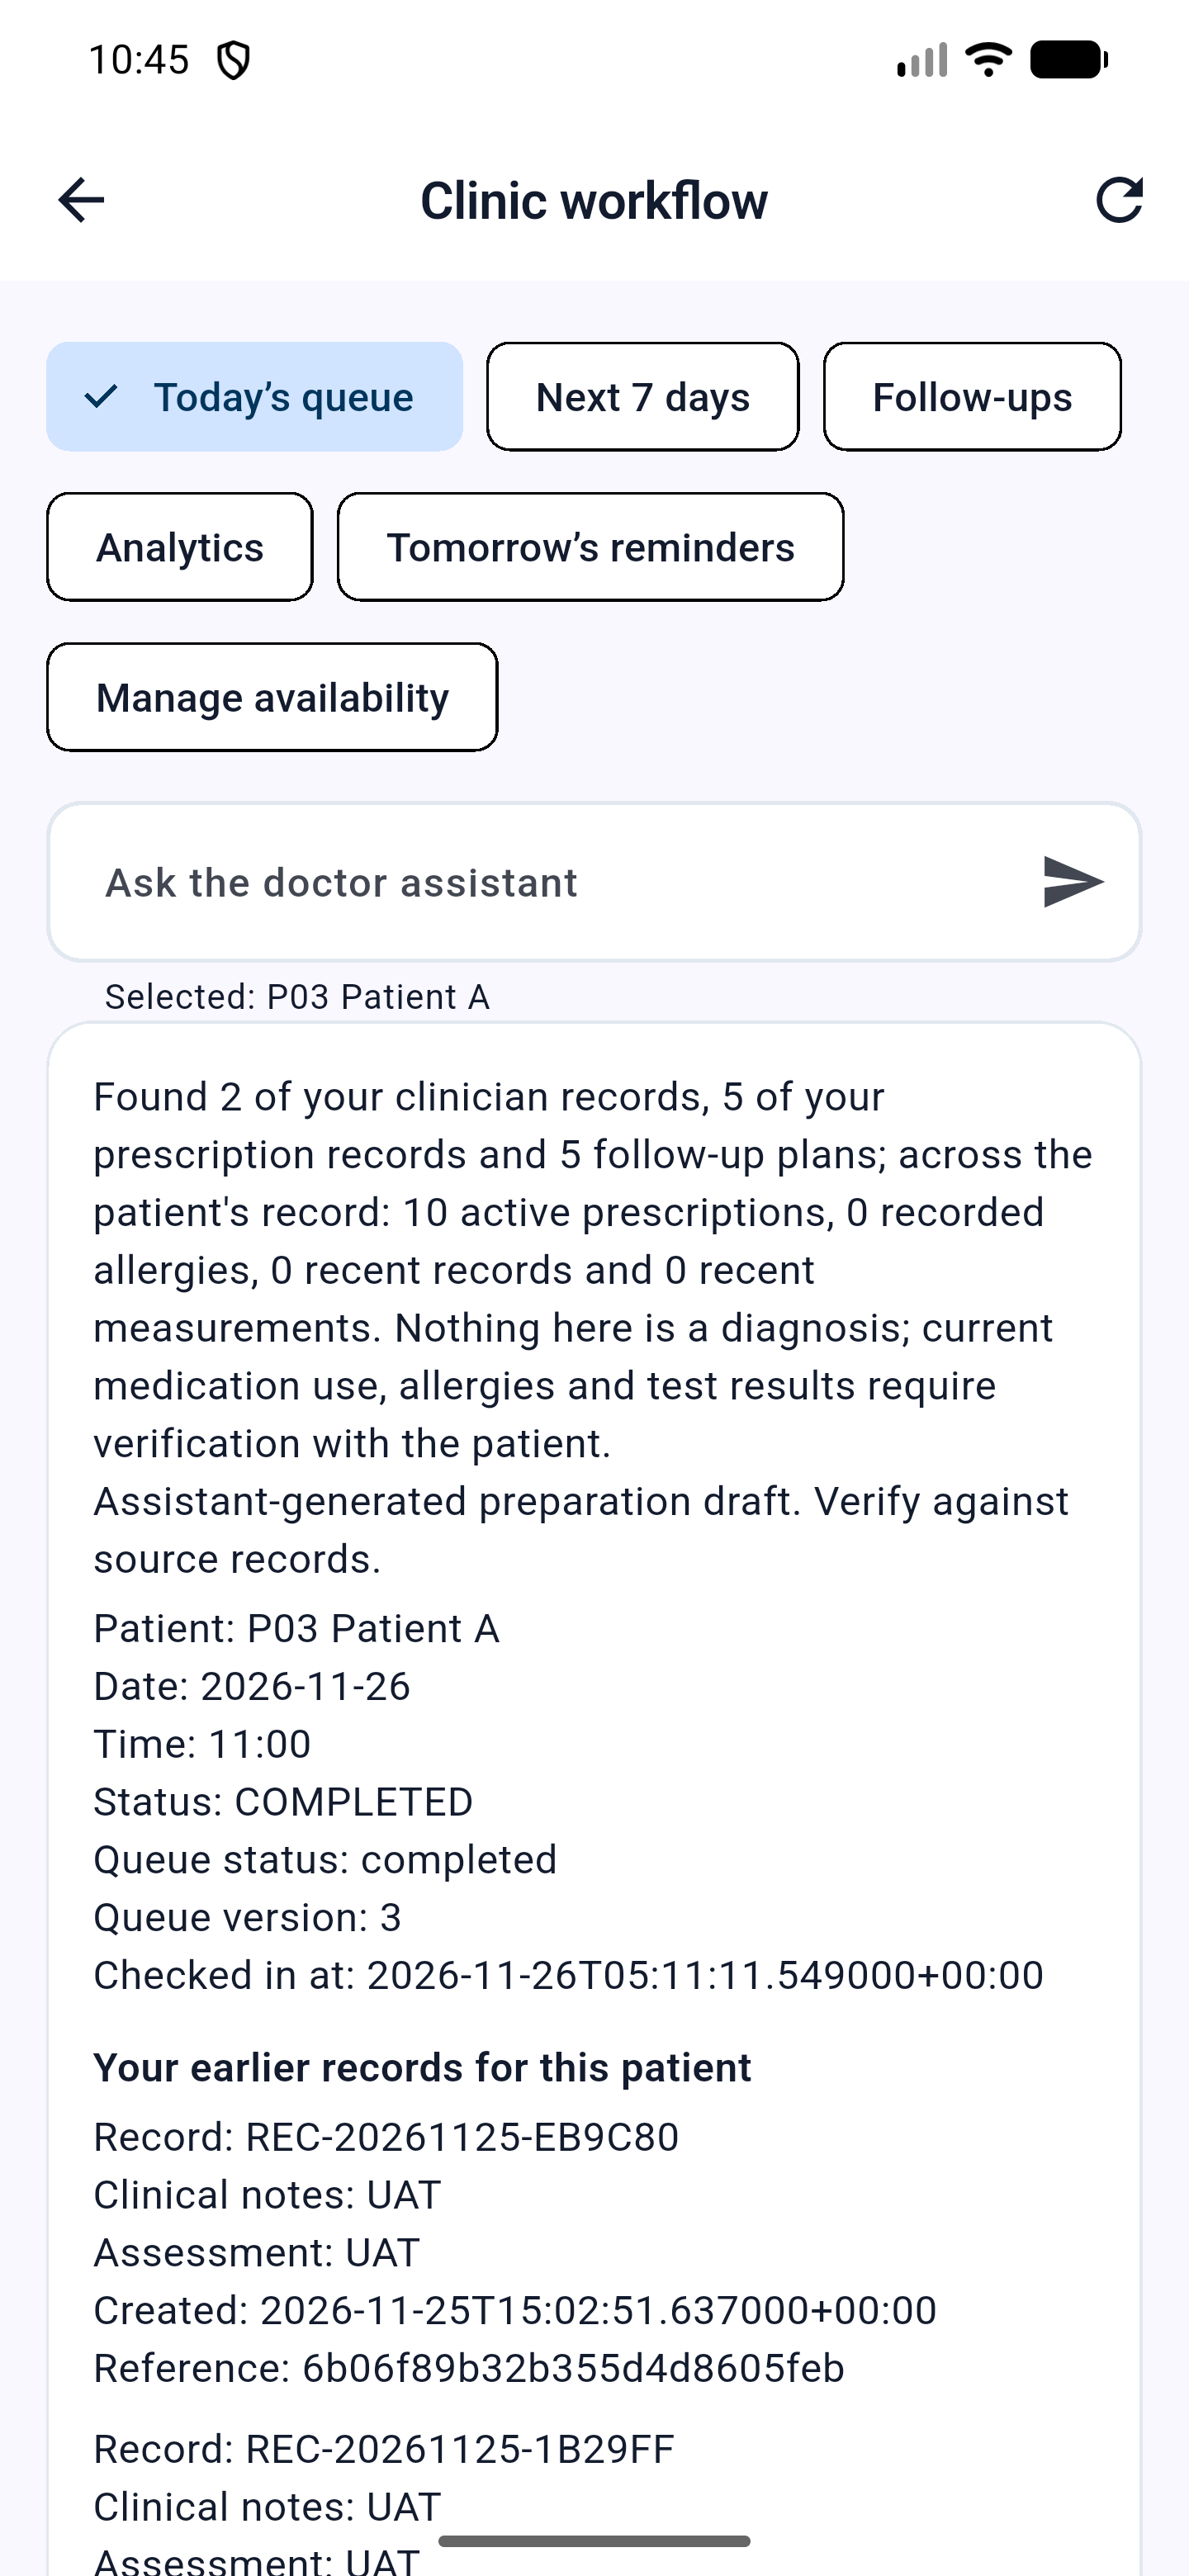 10:45
Clinic workflow
Today’s queue
Next 7 days
Follow-ups
Analytics
Tomorrow’s reminders
Manage availability
Ask the doctor assistant
Selected: P03 Patient A
Found 2 of your clinician records, 5 of your
prescription records and 5 follow-up plans; across the
patient's record: 10 active prescriptions, 0 recorded
allergies, 0 recent records and 0 recent
measurements. Nothing here is a diagnosis; current
medication use, allergies and test results require
verification with the patient.
Assistant-generated preparation draft. Verify against
source records.
Patient: P03 Patient A
Date: 2026-11-26
Time: 11:00
Status: COMPLETED
Queue status: completed
Queue version: 3
Checked in at: 2026-11-26T05:11:11.549000+00:00
Your earlier records for this patient
Record: REC-20261125-EB9C80
Clinical notes: UAT
Assessment: UAT
Created: 2026-11-25T15:02:51.637000+00:00
Reference: 6b06f89b32b355d4d8605feb
Record: REC-20261125-1B29FF
Clinical notes: UAT
Assessment: UAT